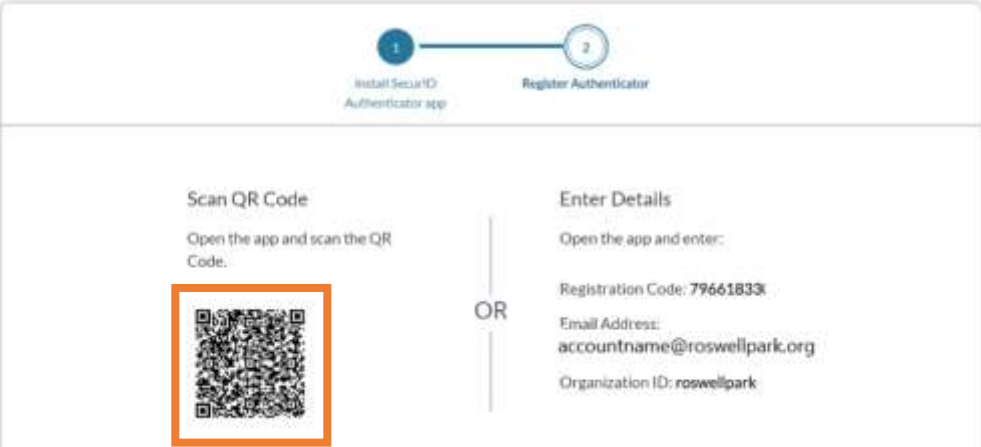 1
2
Install SecurID
Authenticator app
Register Authenticator
Scan QR Code
Open the app and scan the QR
Code.
OR
Enter Details
Open the app and enter:
Registration Code:
Email Address:
accountname@roswellpark.org
Organization ID: roswellpark